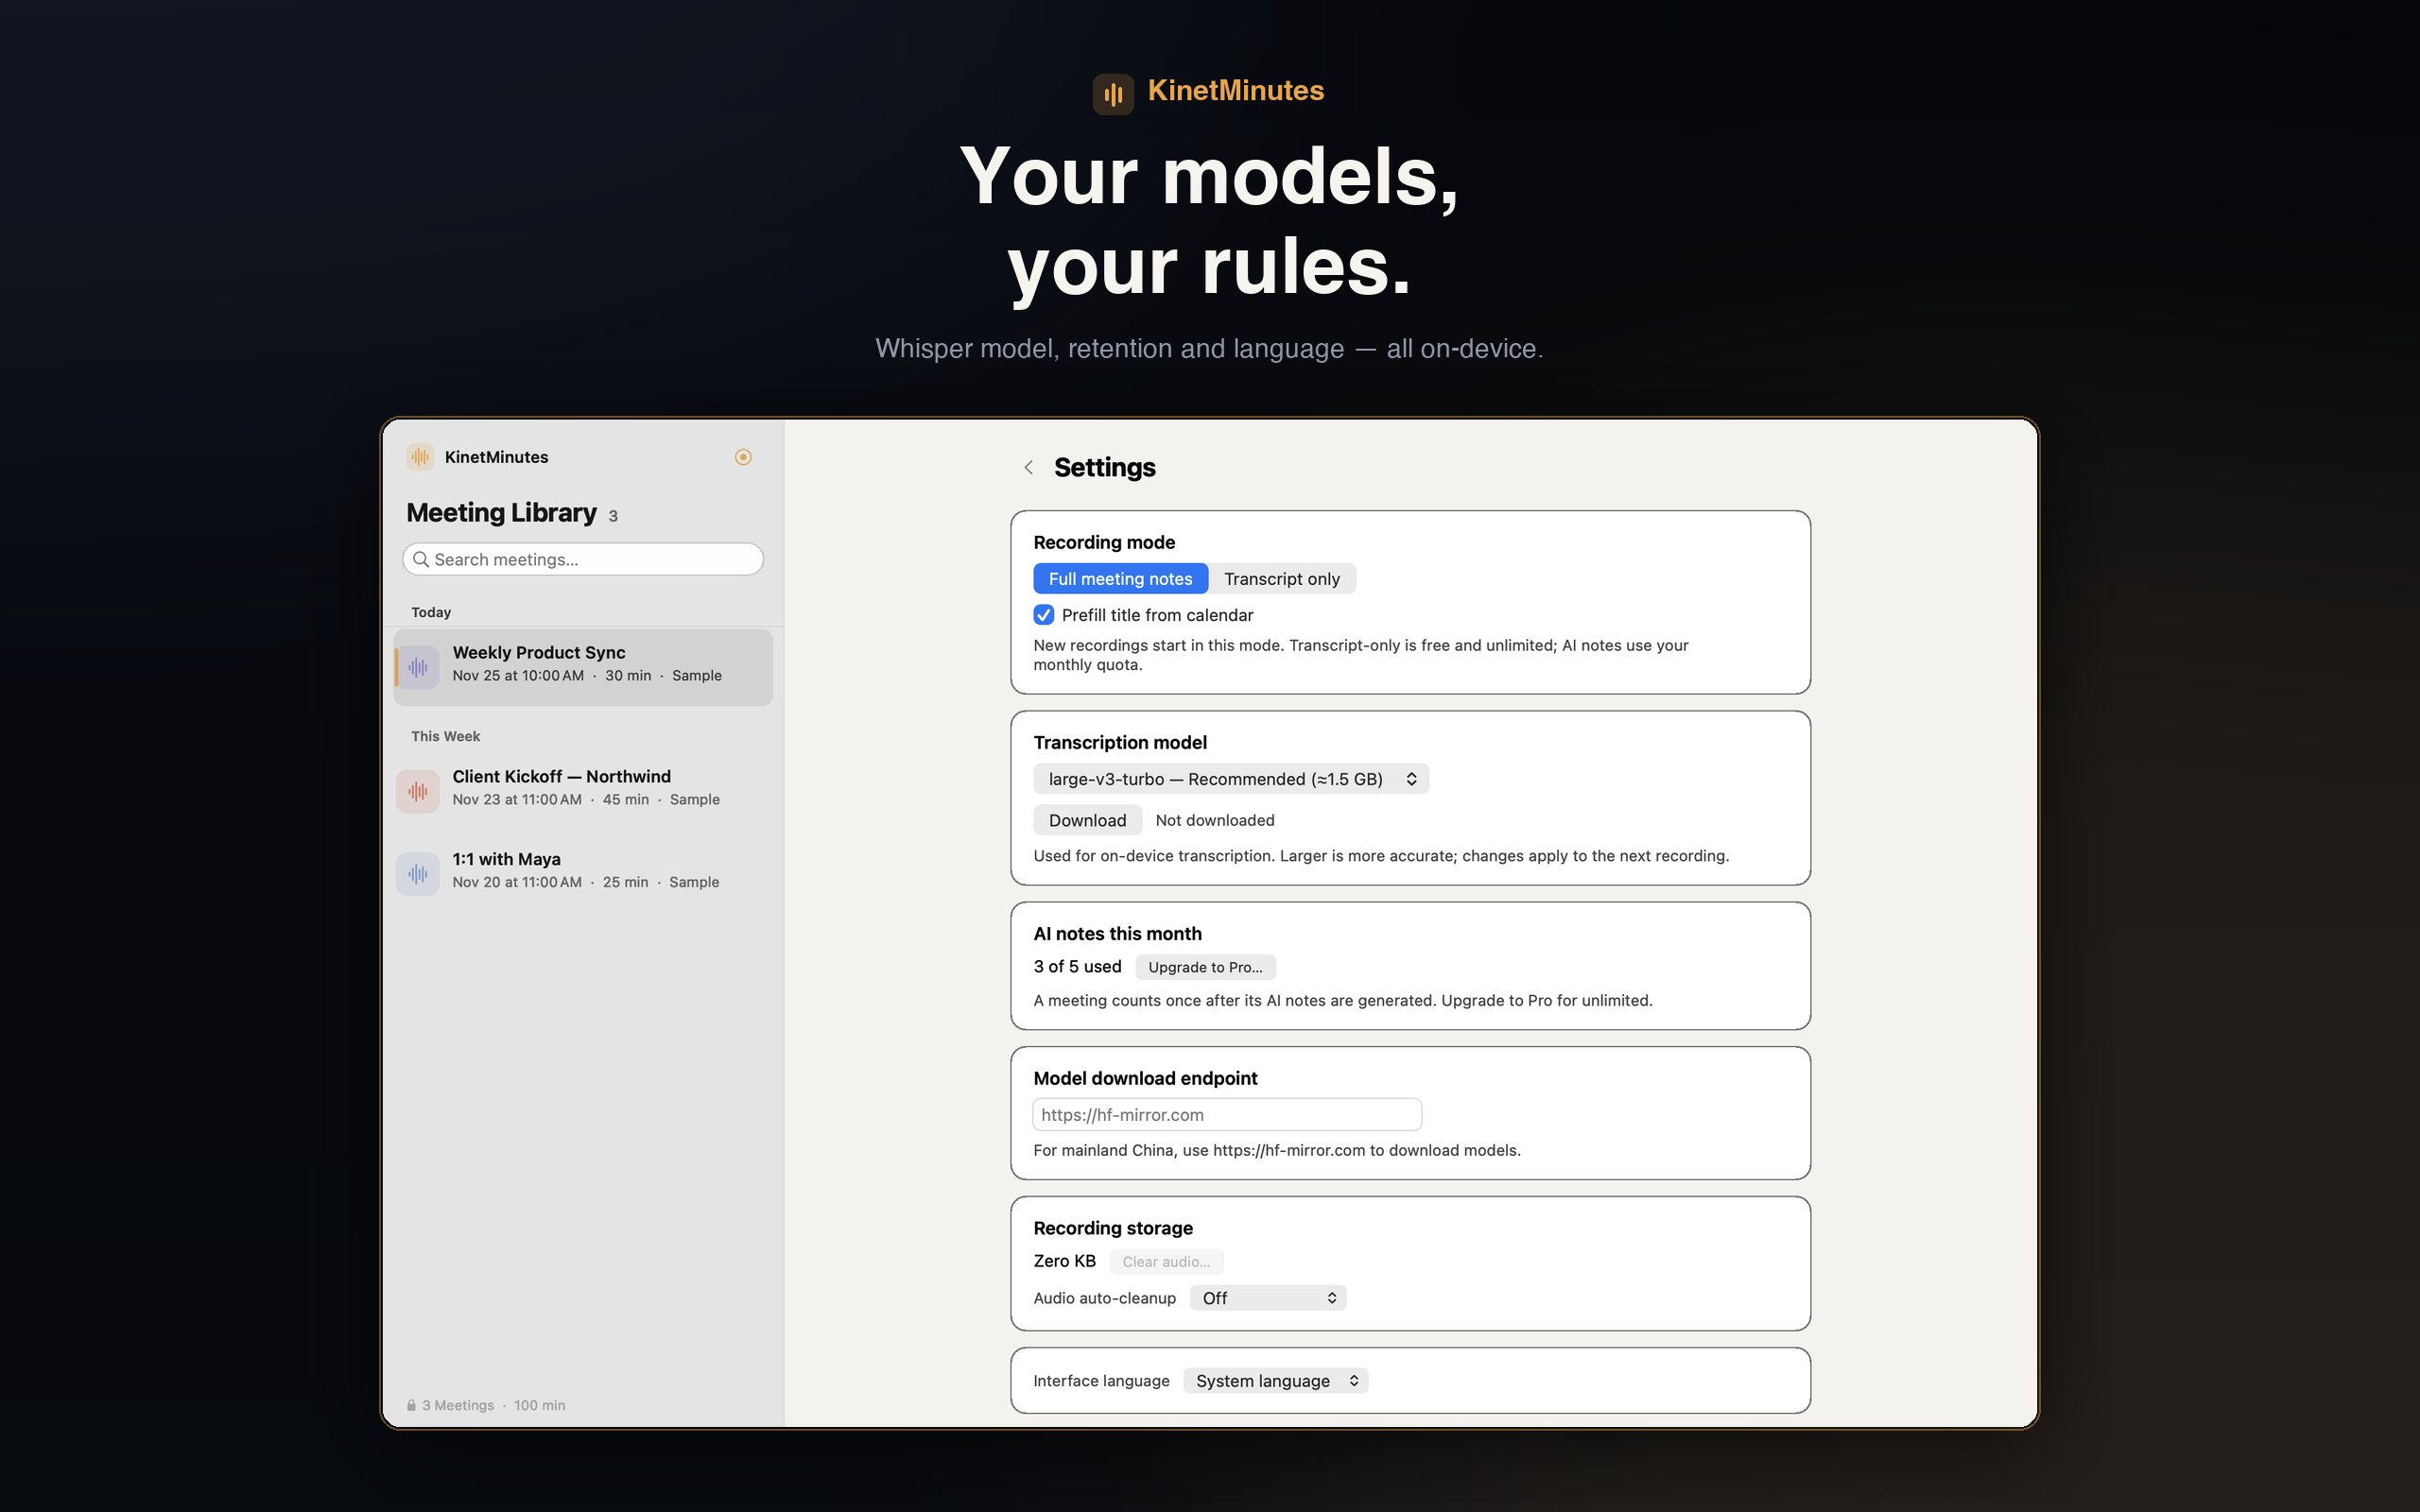 KinetMinutes
Your models,
your rules.
Whisper model, retention and language — all on-device.
KinetMinutes
Meeting Library 3
Search meetings...
Today
Weekly Product Sync
Nov 25 at 10:00 AM · 30 min · Sample
This Week
Client Kickoff — Northwind
Nov 23 at 11:00 AM · 45 min · Sample
1:1 with Maya
Nov 20 at 11:00 AM · 25 min · Sample
3 Meetings · 100 min
Settings
Recording mode
Full meeting notes Transcript only
Prefill title from calendar
New recordings start in this mode. Transcript-only is free and unlimited; AI notes use your
monthly quota.
Transcription model
large-v3-turbo — Recommended (≈1.5 GB)
Download Not downloaded
Used for on-device transcription. Larger is more accurate; changes apply to the next recording.
AI notes this month
3 of 5 used Upgrade to Pro...
A meeting counts once after its AI notes are generated. Upgrade to Pro for unlimited.
Model download endpoint
https://hf-mirror.com
For mainland China, use https://hf-mirror.com to download models.
Recording storage
Zero KB Clear audio...
Audio auto-cleanup Off
Interface language System language